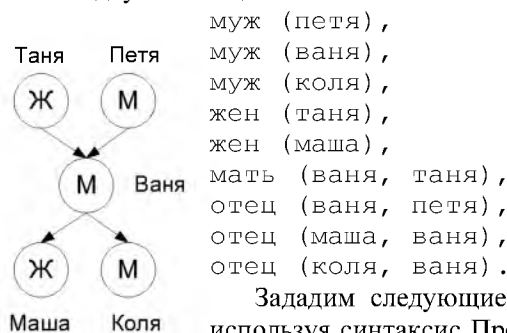 муж (петя),
муж (ваня),
муж (коля),
жен (таня),
жен (маша),
мать (ваня, таня),
отец (ваня, петя),
отец (маша, ваня),
отец (коля, ваня).
Таня Петя
Ж М
М Ваня
Ж М
Маша Коля
Зададим следующие
используя синтаксис